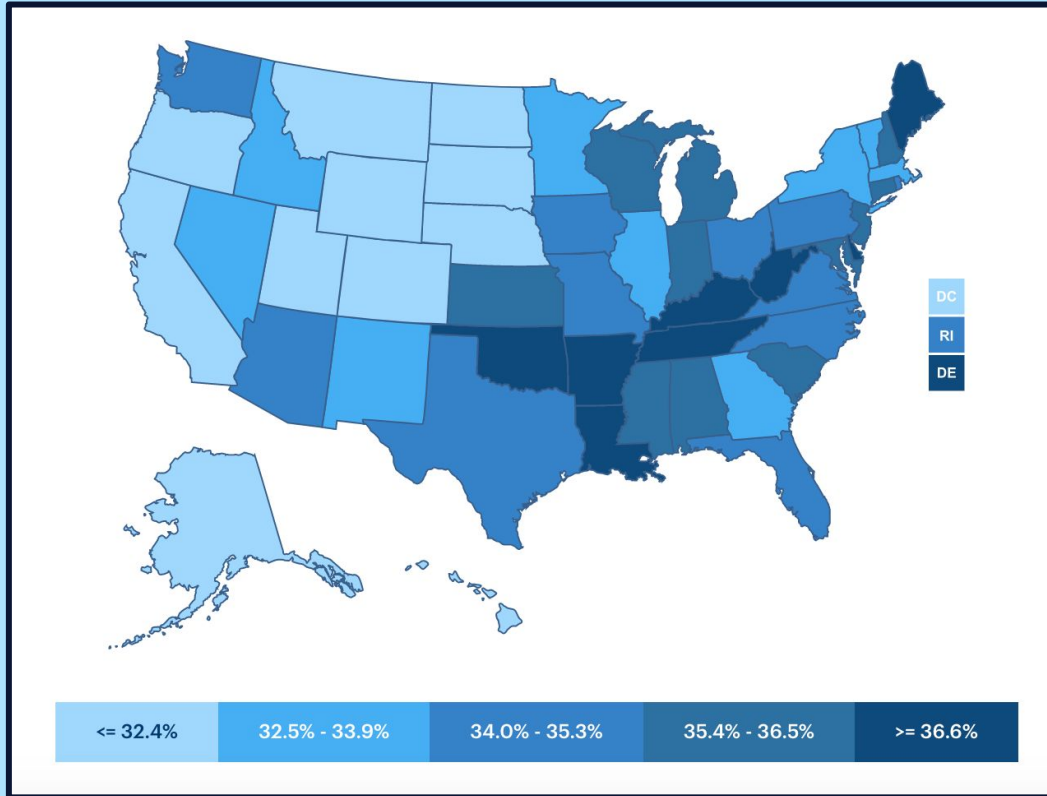 DC
RI
DE
<= 32.4%
32.5% - 33.9%
34.0% - 35.3%
35.4% - 36.5%
>= 36.6%